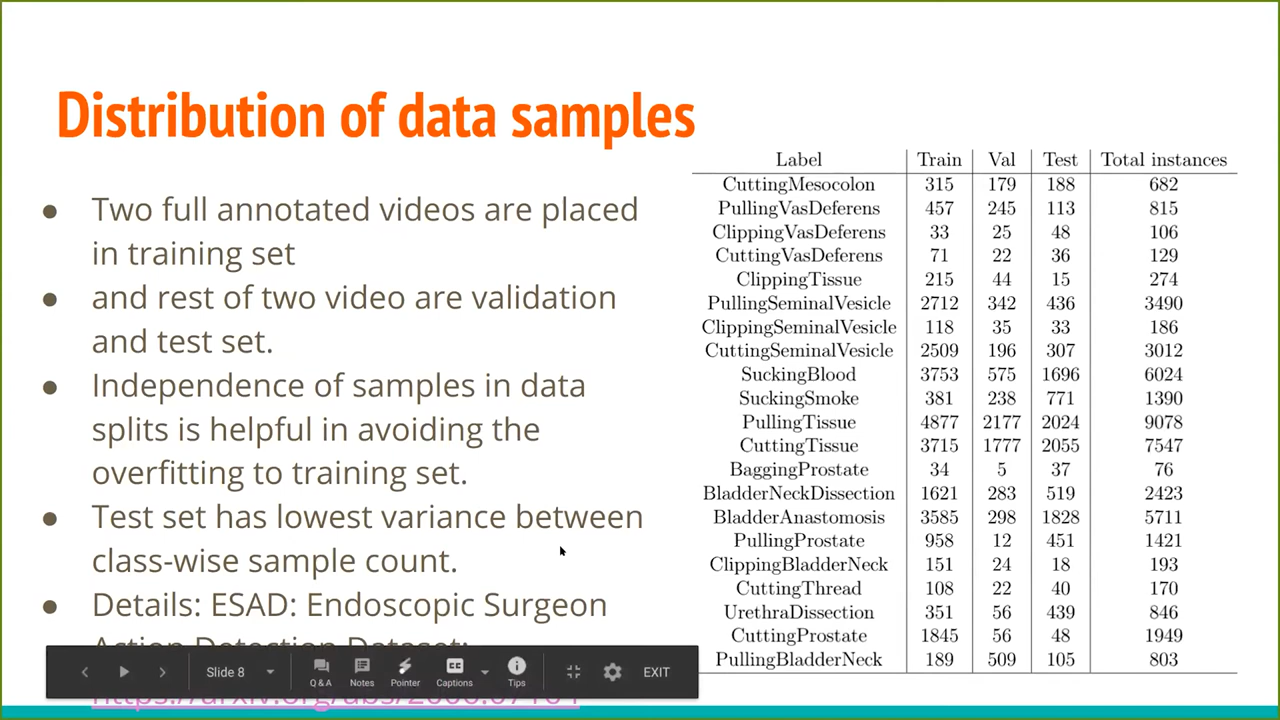 Distribution of data samples
● Two full annotated videos are placed
in training set
● and rest of two video are validation
and test set.
● Independence of samples in data
splits is helpful in avoiding the
overfitting to training set.
● Test set has lowest variance between
class-wise sample count.
● Details: ESAD: Endoscopic Surgeon
Action Detection Dataset:
Label Train Val Test Total instances
CuttingMesocolon 315 179 188 682
PullingVasDeferens 457 245 113 815
ClippingVasDeferens 33 25 48 106
CuttingVasDeferens 71 22 36 129
ClippingTissue 215 44 15 274
PullingSeminalVesicle 2712 342 436 3490
ClippingSeminalVesicle 118 35 33 186
CuttingSeminalVesicle 2509 196 307 3012
SuckingBlood 3753 575 1696 6024
SuckingSmoke 381 238 771 1390
PullingTissue 4877 2177 2024 9078
CuttingTissue 3715 1777 2055 7547
BaggingProstate 34 5 37 76
BladderNeckDissection 1621 283 519 2423
BladderAnastomosis 3585 298 1828 5711
PullingProstate 958 12 451 1421
ClippingBladderNeck 151 24 18 193
CuttingThread 108 22 40 170
UrethraDissection 351 56 439 846
CuttingProstate 1845 56 48 1949
PullingBladderNeck 189 509 105 803
Slide 8 Q & A Notes Pointer Captions Tips EXIT